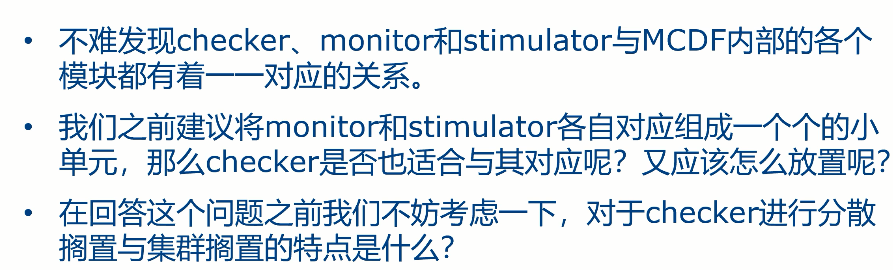 • 不难发现checker、monitor和stimulator与MCDF内部的各个
模块都有着一一对应的关系。
• 我们之前建议将monitor和stimulator各自对应组成一个个的小
单元，那么checker是否也适合与其对应呢？又应该怎么放置呢？
• 在回答这个问题之前我们不妨考虑一下，对于checker进行分散
搁置与集群搁置的特点是什么？